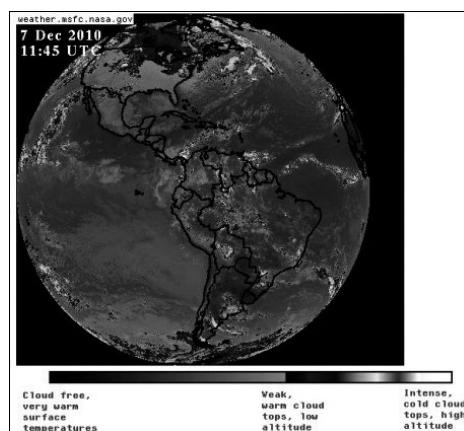 weather.msfc.nasa.gov
7 Dec 2010
11:45 UTC
Cloud free,
very warm
surface
temperatures
Weak,
warm cloud
tops, low
altitude
Intense,
cold cloud
tops, high
altitude